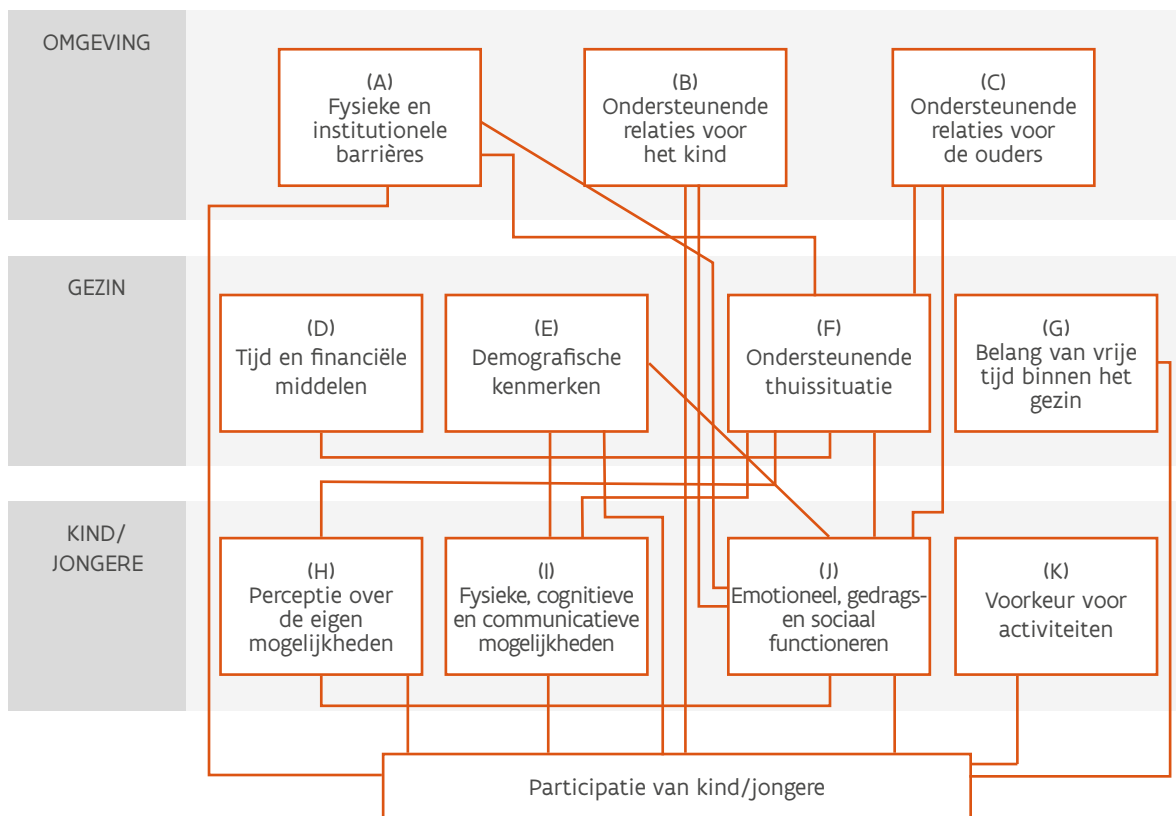 OMGEVING
(A)
Fysieke en
institutionele
barrières
(B)
Ondersteunende
relaties voor
het kind
(C)
Ondersteunende
relaties voor
de ouders
GEZIN
(D)
Tijd en financiële
middelen
(E)
Demografische
kenmerken
(F)
Ondersteunende
thuissituatie
(G)
Belang van vrije
tijd binnen het
gezin
KIND/
JONGERE
(H)
Perceptie over
de eigen
mogelijkheden
(I)
Fysieke, cognitieve
en communicatieve
mogelijkheden
(J)
Emotioneel, gedrags-
en sociaal
functioneren
(K)
Voorkeur voor
activiteiten
Participatie van kind/jongere